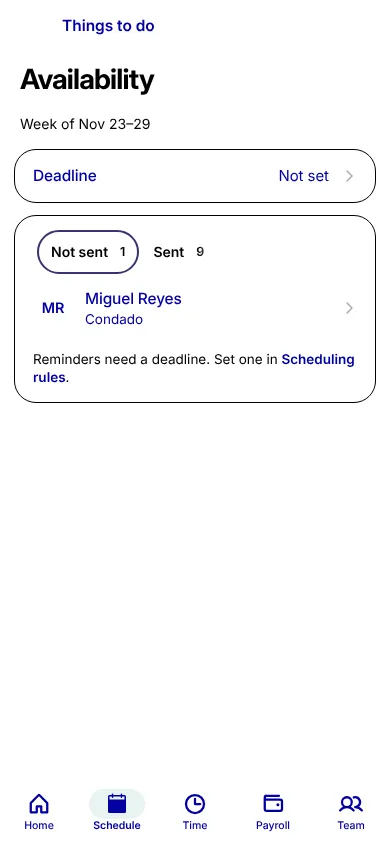 Things to do
Availability
Week of Nov 23–29
Deadline Not set
Not sent 1 Sent 9
MR Miguel Reyes
Condado
Reminders need a deadline. Set one in Scheduling
rules.
Home Schedule Time Payroll Team